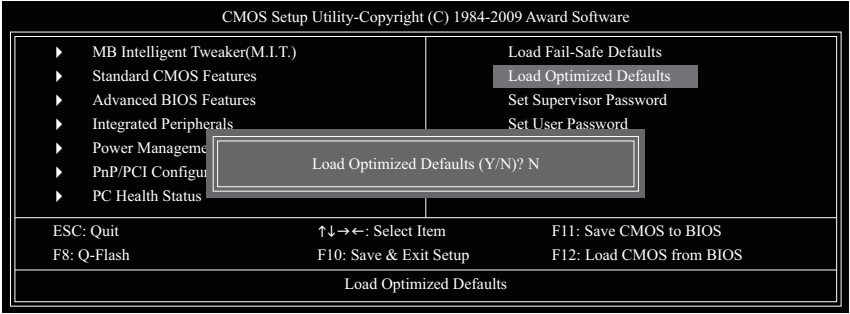 CMOS Setup Utility-Copyright (C) 1984-2009 Award Software
MB Intelligent Tweaker(M.I.T.)
Standard CMOS Features
Advanced BIOS Features
Integrated Peripherals
Power Manageme
PnP/PCI Configur
PC Health Status
Load Fail-Safe Defaults
Load Optimized Defaults
Set Supervisor Password
Set User Password
Load Optimized Defaults (Y/N)? N
ESC: Quit ↑↓→←: Select Item F11: Save CMOS to BIOS
F8: Q-Flash F10: Save & Exit Setup F12: Load CMOS from BIOS
Load Optimized Defaults